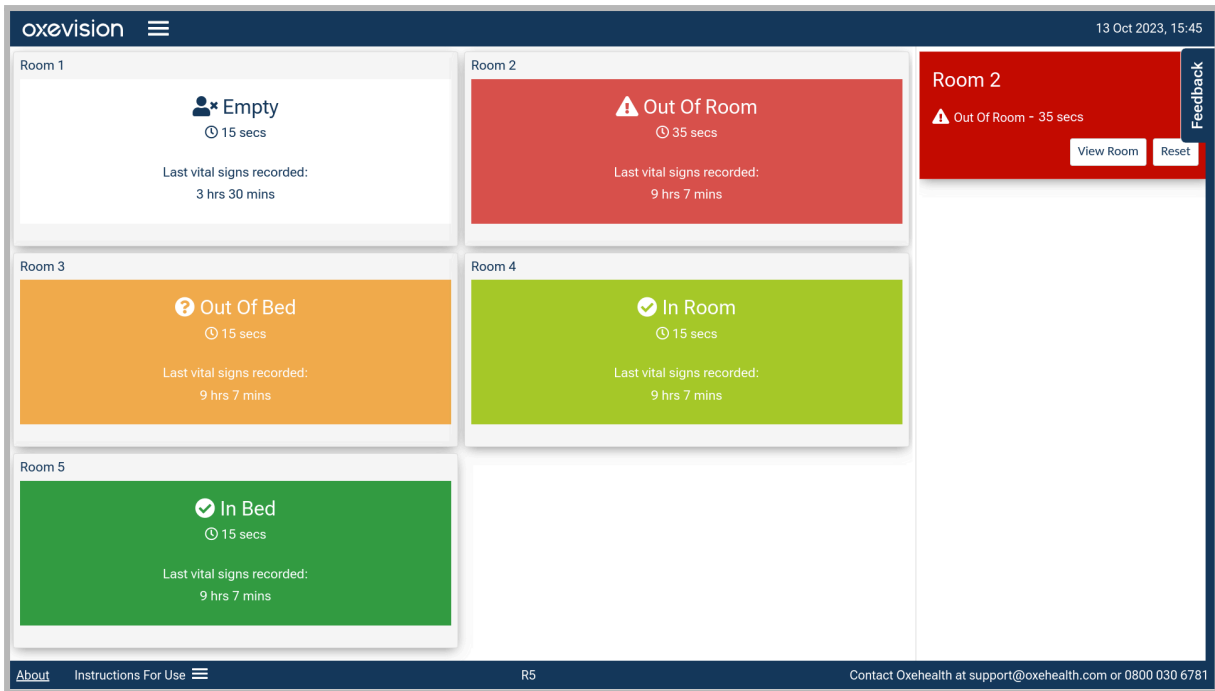 oxevision
13 Oct 2023, 15:45
Room 1
Empty
15 secs
Last vital signs recorded:
3 hrs 30 mins
Room 2
Out Of Room
35 secs
Last vital signs recorded:
9 hrs 7 mins
Room 3
Out Of Bed
15 secs
Last vital signs recorded:
9 hrs 7 mins
Room 4
In Room
15 secs
Last vital signs recorded:
9 hrs 7 mins
Room 5
In Bed
15 secs
Last vital signs recorded:
9 hrs 7 mins
Room 2
Out Of Room - 35 secs
View Room Reset
Feedback
About Instructions For Use R5 Contact Oxehealth at support@oxehealth.com or 0800 030 6781